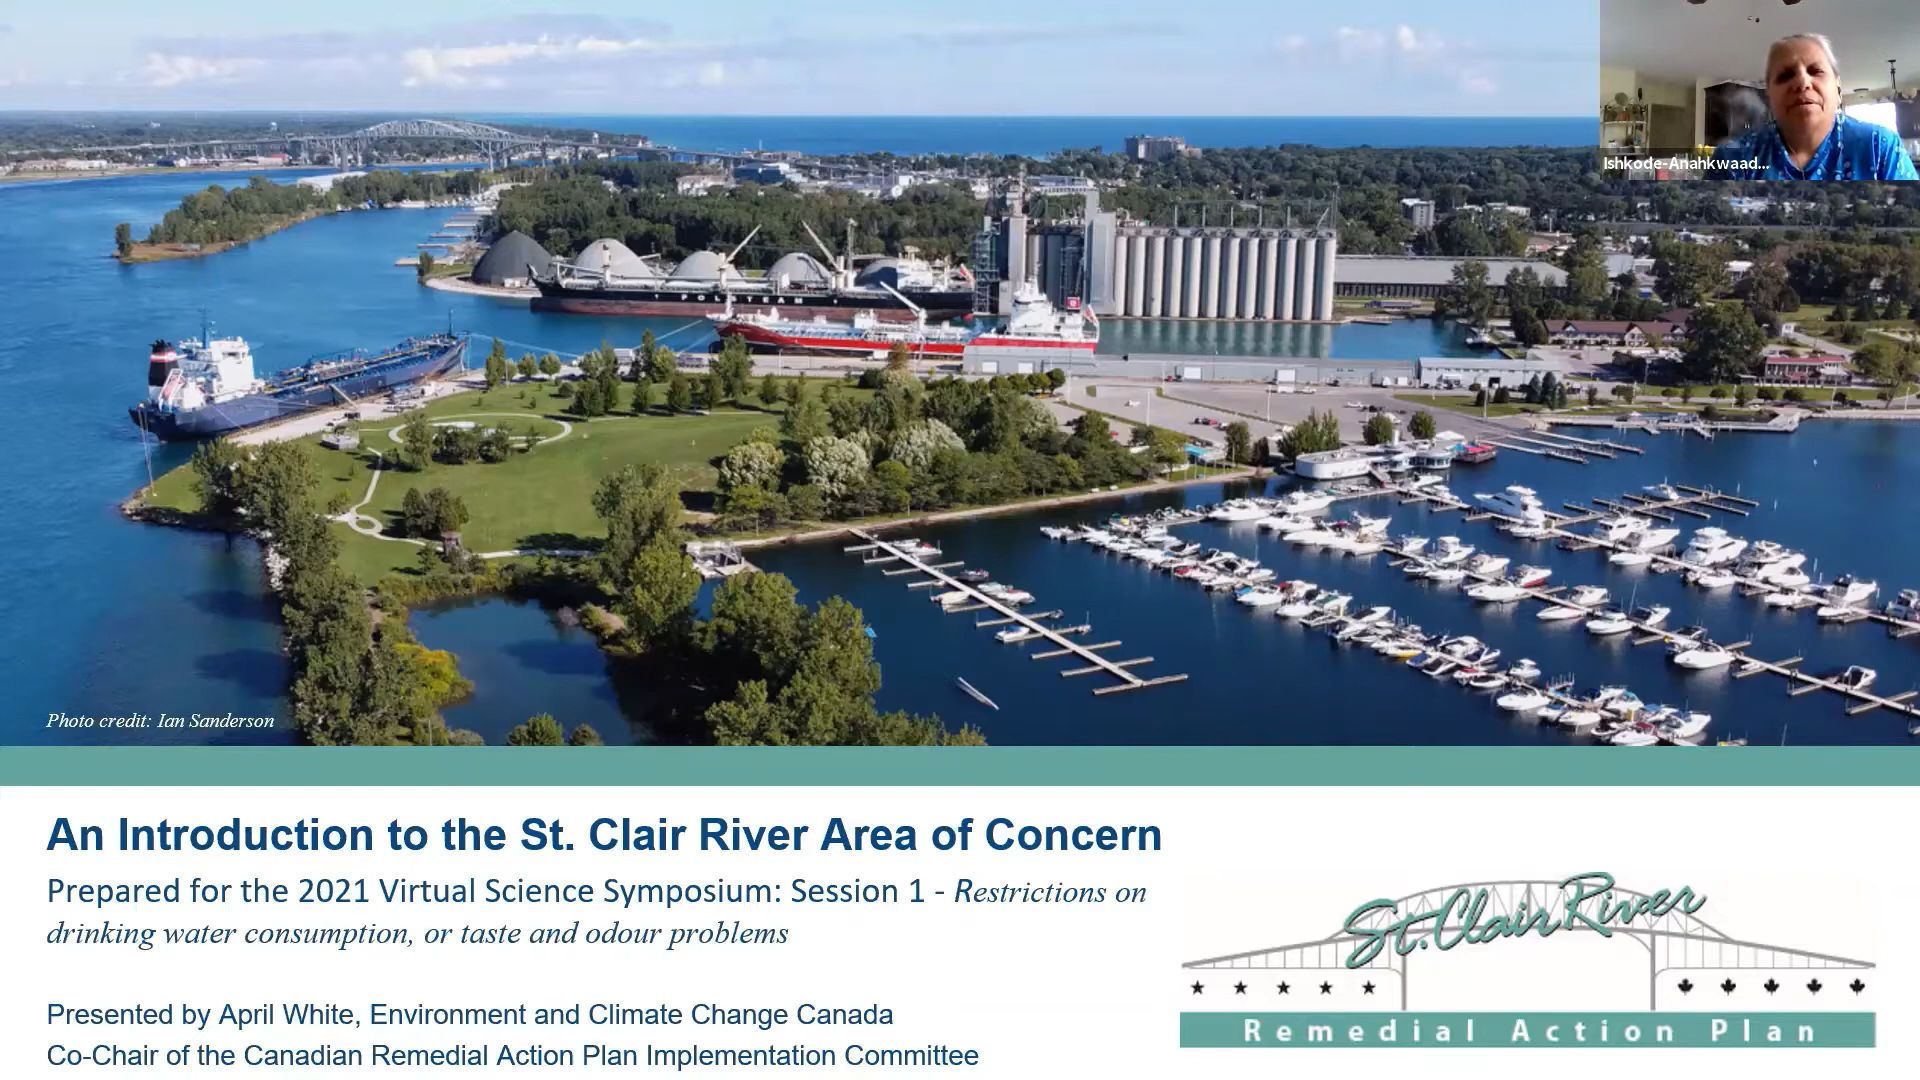 Ishkode-Anahkwaad...
POLSTEAM
Photo credit: Ian Sanderson
An Introduction to the St. Clair River Area of Concern
Prepared for the 2021 Virtual Science Symposium: Session 1 - Restrictions on
drinking water consumption, or taste and odour problems
Presented by April White, Environment and Climate Change Canada
Co-Chair of the Canadian Remedial Action Plan Implementation Committee
St. Clair River
Remedial Action Plan